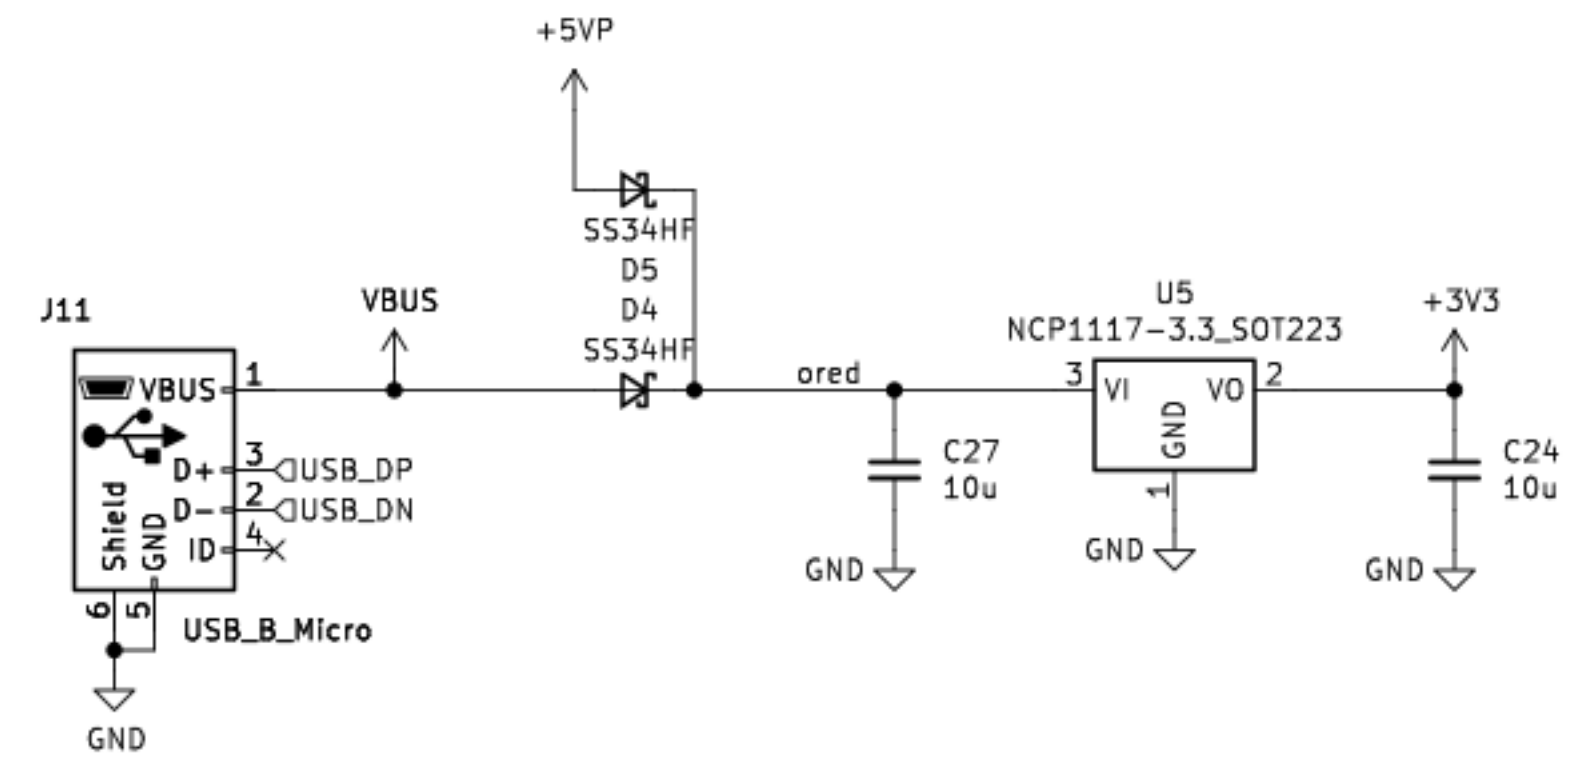 +5VP
SS34HF
D5
D4
SS34HF
J11
VBUS
VBUS
1
D+
3
USB_DP
D-
2
USB_DN
ID
4
Shield
GND
6
5
USB_B_Micro
GND
ored
C27
10u
GND
U5
NCP1117-3.3_SOT223
3
VI
VO
2
GND
1
GND
+3V3
C24
10u
GND